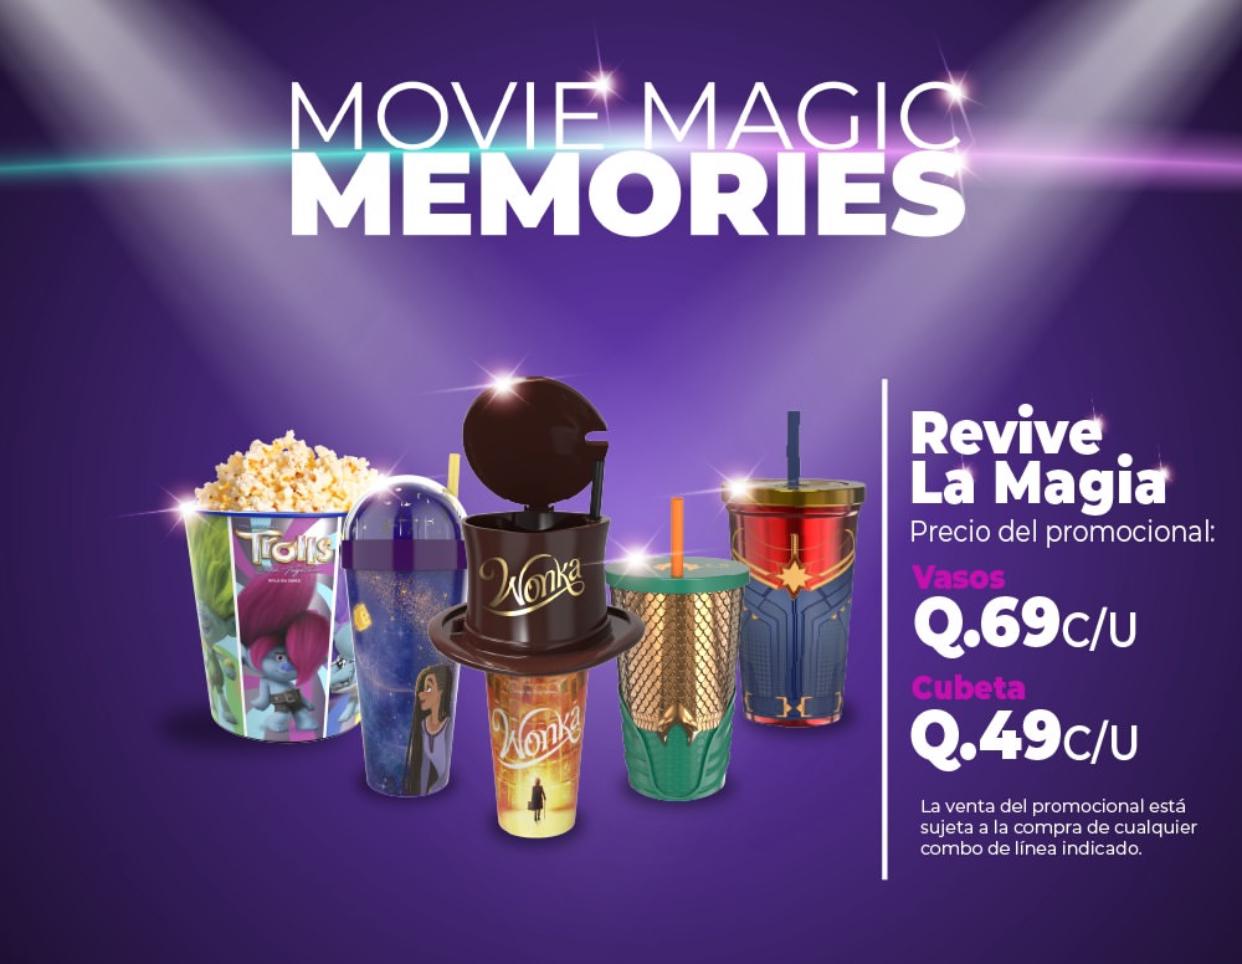 MOVIE MAGIC
MEMORIES
Trolls
Wonka
Wonka
Revive
La Magia
Precio del promocional:
Vasos
Q.69C/U
Cubeta
Q.49C/U
La venta del promocional está
sujeta a la compra de cualquier
combo de línea indicado.